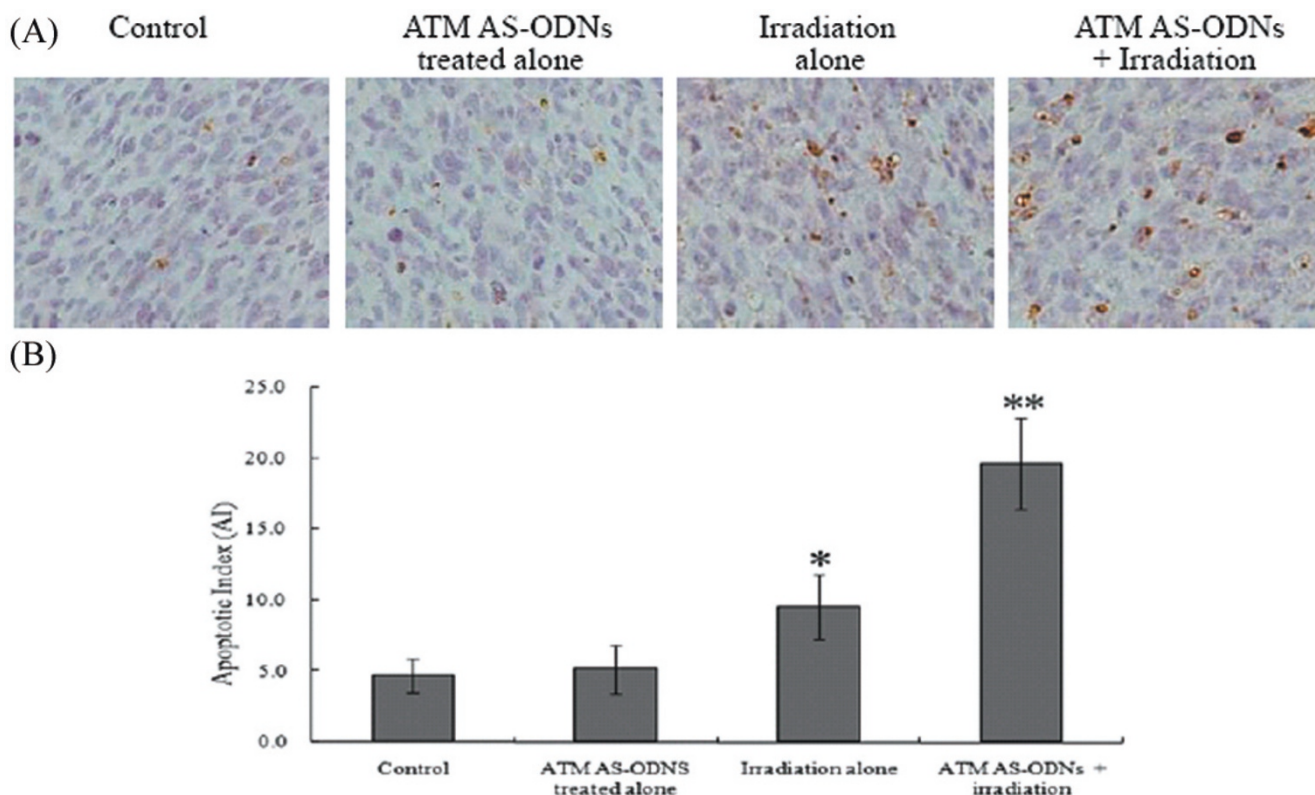 (A)
Control
ATM AS-ODNs
treated alone
Irradiation
alone
ATM AS-ODNs
+ Irradiation
(B)
Apoptotic Index (AI)
25.0
20.0
15.0
10.0
5.0
0.0
*
**
Control
ATM AS-ODNS
treated alone
Irradiation alone
ATM AS-ODNs +
irradiation